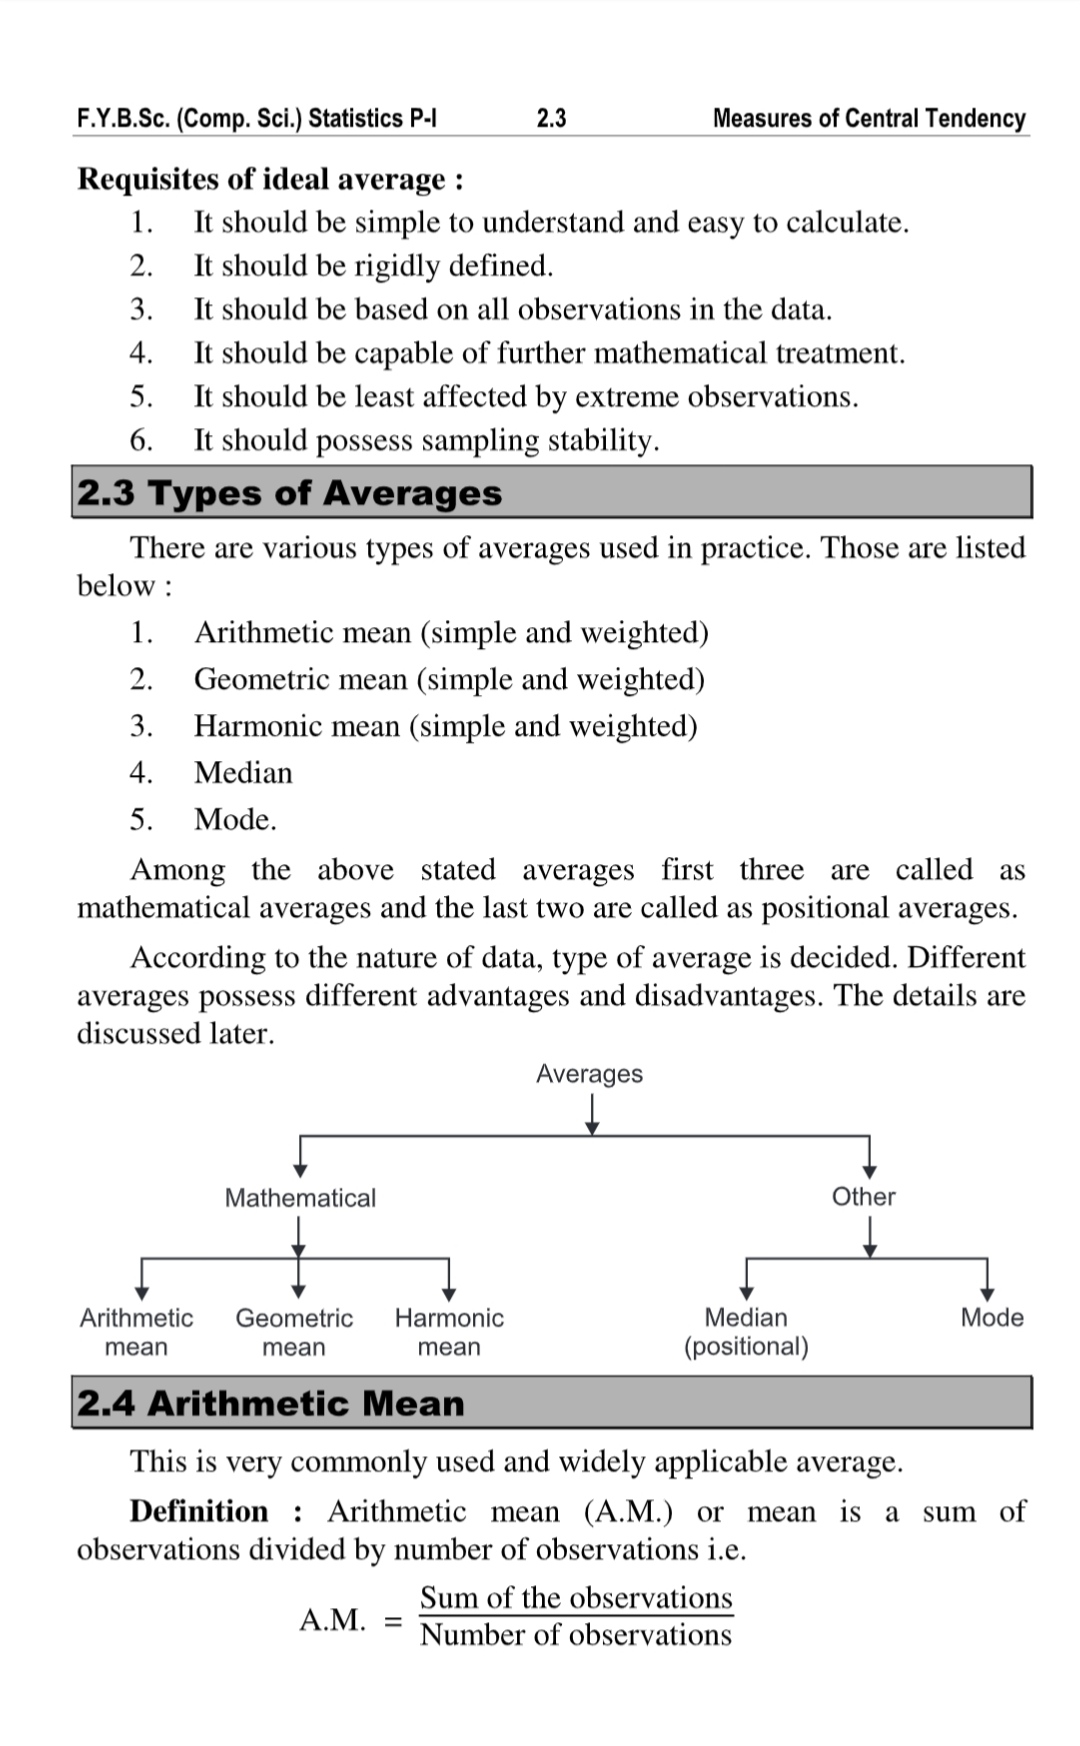 F.Y.B.Sc. (Comp. Sci.) Statistics P-I 2.3 Measures of Central Tendency
Requisites of ideal average :
1. It should be simple to understand and easy to calculate.
2. It should be rigidly defined.
3. It should be based on all observations in the data.
4. It should be capable of further mathematical treatment.
5. It should be least affected by extreme observations.
6. It should possess sampling stability.
2.3 Types of Averages
There are various types of averages used in practice. Those are listed
below :
1. Arithmetic mean (simple and weighted)
2. Geometric mean (simple and weighted)
3. Harmonic mean (simple and weighted)
4. Median
5. Mode.
Among the above stated averages first three are called as
mathematical averages and the last two are called as positional averages.
According to the nature of data, type of average is decided. Different
averages possess different advantages and disadvantages. The details are
discussed later.
Averages
Mathematical Other
Arithmetic Geometric Harmonic Median Mode
mean mean mean (positional)
2.4 Arithmetic Mean
This is very commonly used and widely applicable average.
Definition : Arithmetic mean (A.M.) or mean is a sum of
observations divided by number of observations i.e.
Sum of the observations
A.M. =
Number of observations